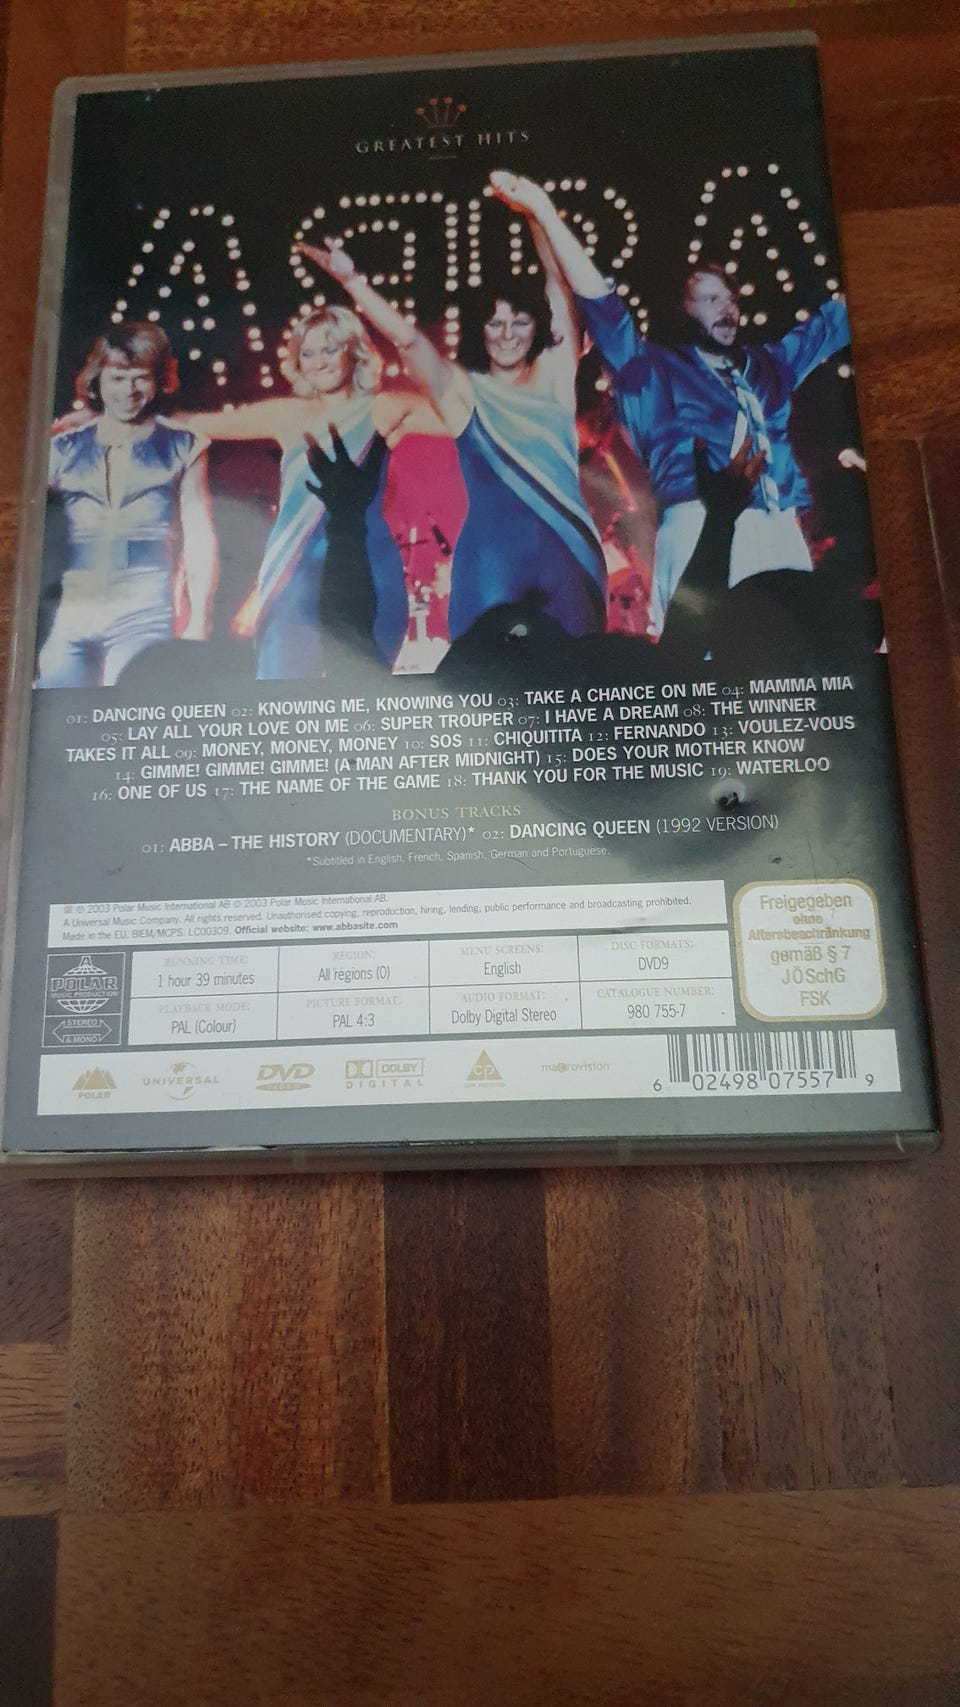 GREATEST HITS
ABBA
01: DANCING QUEEN 02: KNOWING ME, KNOWING YOU 03: TAKE A CHANCE ON ME 04: MAMMA MIA
05: LAY ALL YOUR LOVE ON ME 06: SUPER TROUPER 07: I HAVE A DREAM 08: THE WINNER
TAKES IT ALL 09: MONEY, MONEY, MONEY 10: SOS 11: CHIQUITITA 12: FERNANDO 13: VOULEZ-VOUS
14: GIMME! GIMME! GIMME! (A MAN AFTER MIDNIGHT) 15: DOES YOUR MOTHER KNOW
16: ONE OF US 17: THE NAME OF THE GAME 18: THANK YOU FOR THE MUSIC 19: WATERLOO
BONUS TRACKS
01: ABBA – THE HISTORY (DOCUMENTARY)* 02: DANCING QUEEN (1992 VERSION)
*Subtitled in English, French, Spanish, German and Portuguese.
℗ 2003 Polar Music International AB © 2003 Polar Music International AB.
A Universal Music Company. All rights reserved. Unauthorised copying, reproduction, hiring, lending, public performance and broadcasting prohibited.
Made in the EU. BIEM/MCPS. LC00309. Official website: www.abbasite.com
A
POLAR
MUSIC PRODUCTION
STEREO
& MONO
RUNNING TIME:
1 hour 39 minutes
REGION:
All regions (0)
MENU SCREENS:
English
DISC FORMATS:
DVD9
PLAYBACK MODE:
PAL (Colour)
PICTURE FORMAT:
PAL 4:3
AUDIO FORMAT:
Dolby Digital Stereo
CATALOGUE NUMBER:
980 755-7
Freigegeben
ohne
Altersbeschränkung
gemäß § 7
JÖSchG
FSK
POLAR
UNIVERSAL
DVD
VIDEO
DOLBY
DIGITAL
CP
COPY PROTECTED
macrovision
6 02498 07557 9